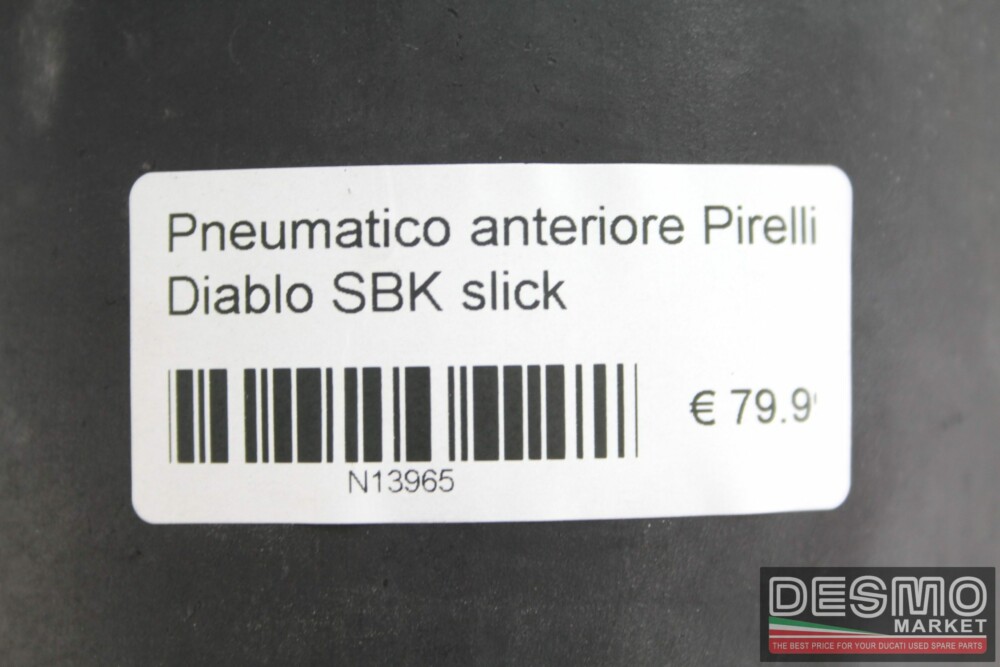 Pneumatico anteriore Pirelli
Diablo SBK slick
€ 79.9
N13965
DESMO
MARKET
THE BEST PRICE FOR YOUR DUCATI USED SPARE PARTS